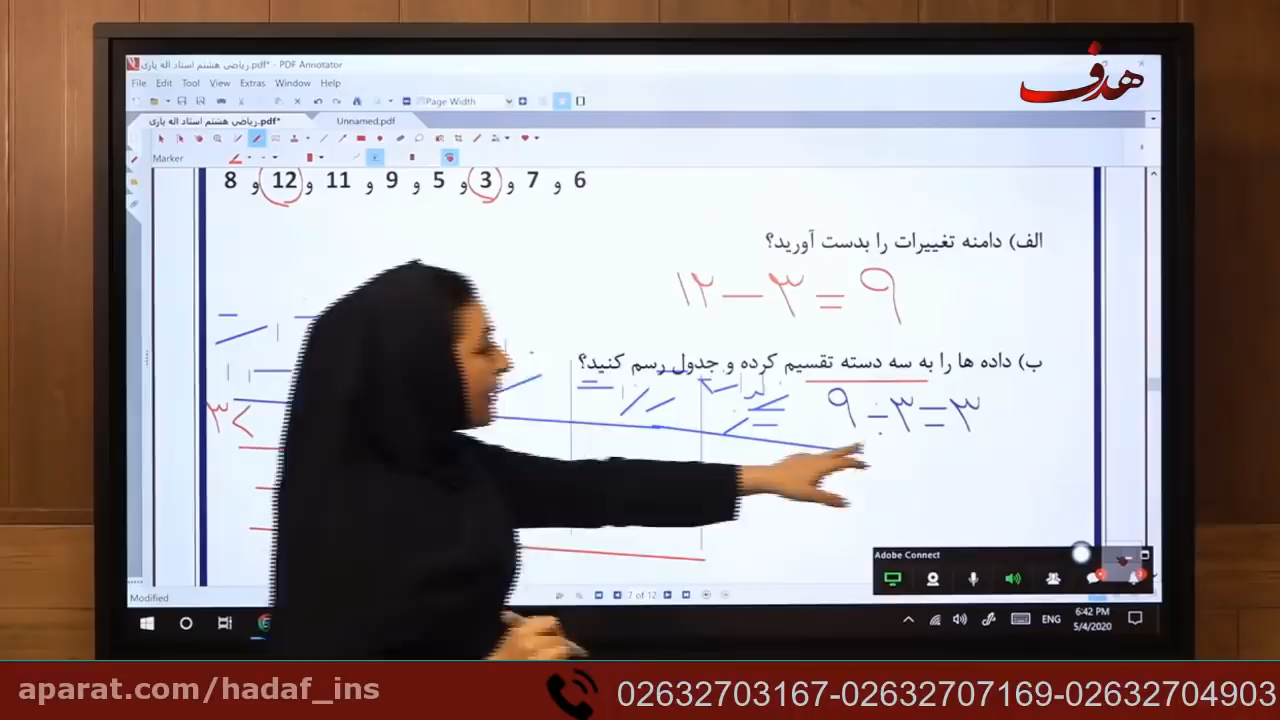 هدف
ریاضی هشتم استاد اله یاری.pdf* - PDF Annotator
File Edit Tool View Extras Window Help
Page Width
ریاضی هشتم استاد اله یاری.pdf*
Unnamed.pdf
Marker
8 و 12 و 11 و 9 و 5 و 3 و 7 و 6
الف) دامنه تغییرات را بدست آورید؟
۱۲ − ۳ = ۹
ب) داده ها را به سه دسته تقسیم کرده و جدول رسم کنید؟
۹ ÷ ۳ = ۳
۳ <
Adobe Connect
Modified
7 of 12
ENG
6:42 PM
5/4/2020
aparat.com/hadaf_ins
02632703167-02632707169-02632704903